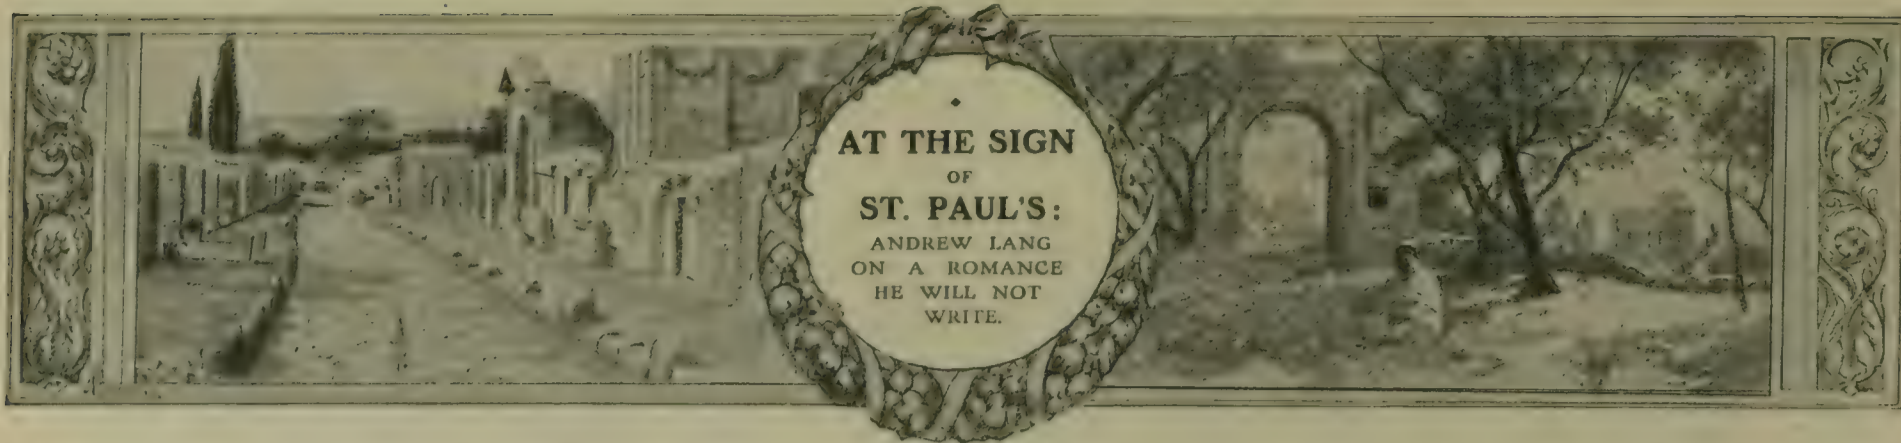 AT THE SIGN
OF
ST. PAUL'S:
ANDREW LANG
ON A ROMANCE
HE WILL NOT
WRITE.